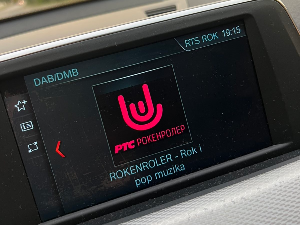 RTS ROK 19:15
DAB/DMB
РТС РОКЕНРОЛЕР
ROKENROLER - Rok i
pop muzika